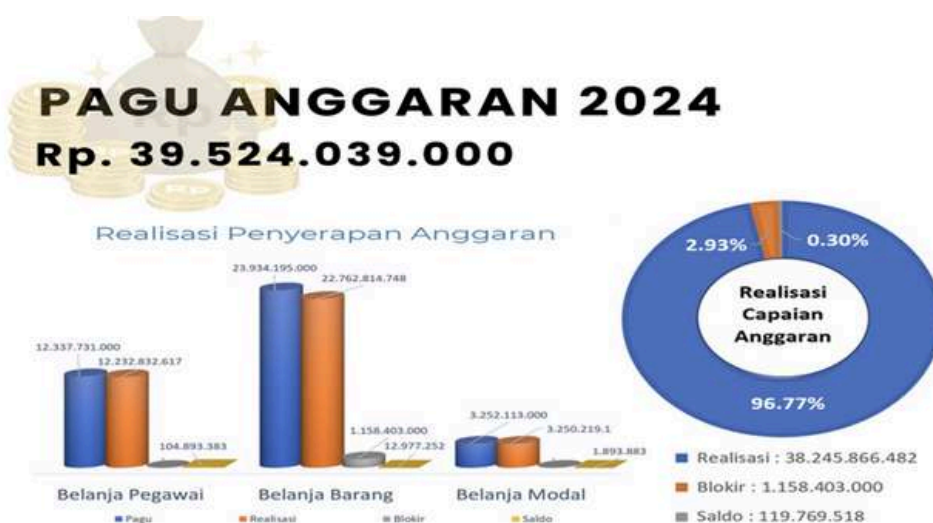 PAGU ANGGARAN 2024
Rp. 39.524.039.000
Realisasi Penyerapan Anggaran
23.934.195.000
22.762.814.748
12.337.731.000
12.232.832.617
104.893.383
1.158.403.000
12.977.252
3.252.113.000
3.250.219.1
1.893.883
Belanja Pegawai
Belanja Barang
Belanja Modal
Pagu
Realisasi
Blokir
Saldo
2.93%
0.30%
Realisasi
Capaian
Anggaran
96.77%
Realisasi : 38.245.866.482
Blokir : 1.158.403.000
Saldo : 119.769.518
Rp
Rp